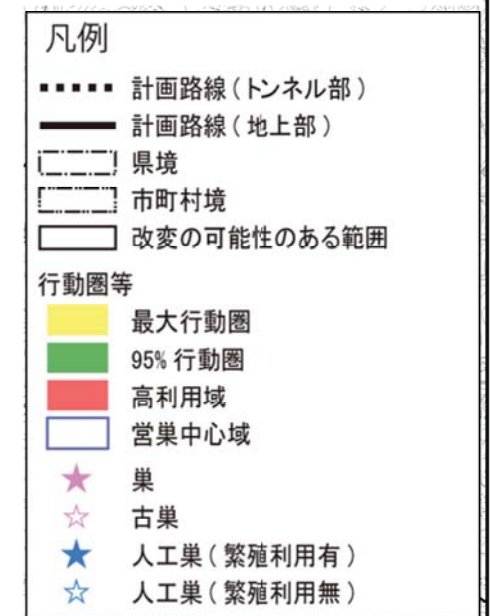 凡例
計画路線(トンネル部)
計画路線(地上部)
県境
市町村境
改変の可能性のある範囲
行動圏等
最大行動圏
95% 行動圏
高利用域
営巣中心域
巣
古巣
人工巣(繁殖利用有)
人工巣(繁殖利用無)